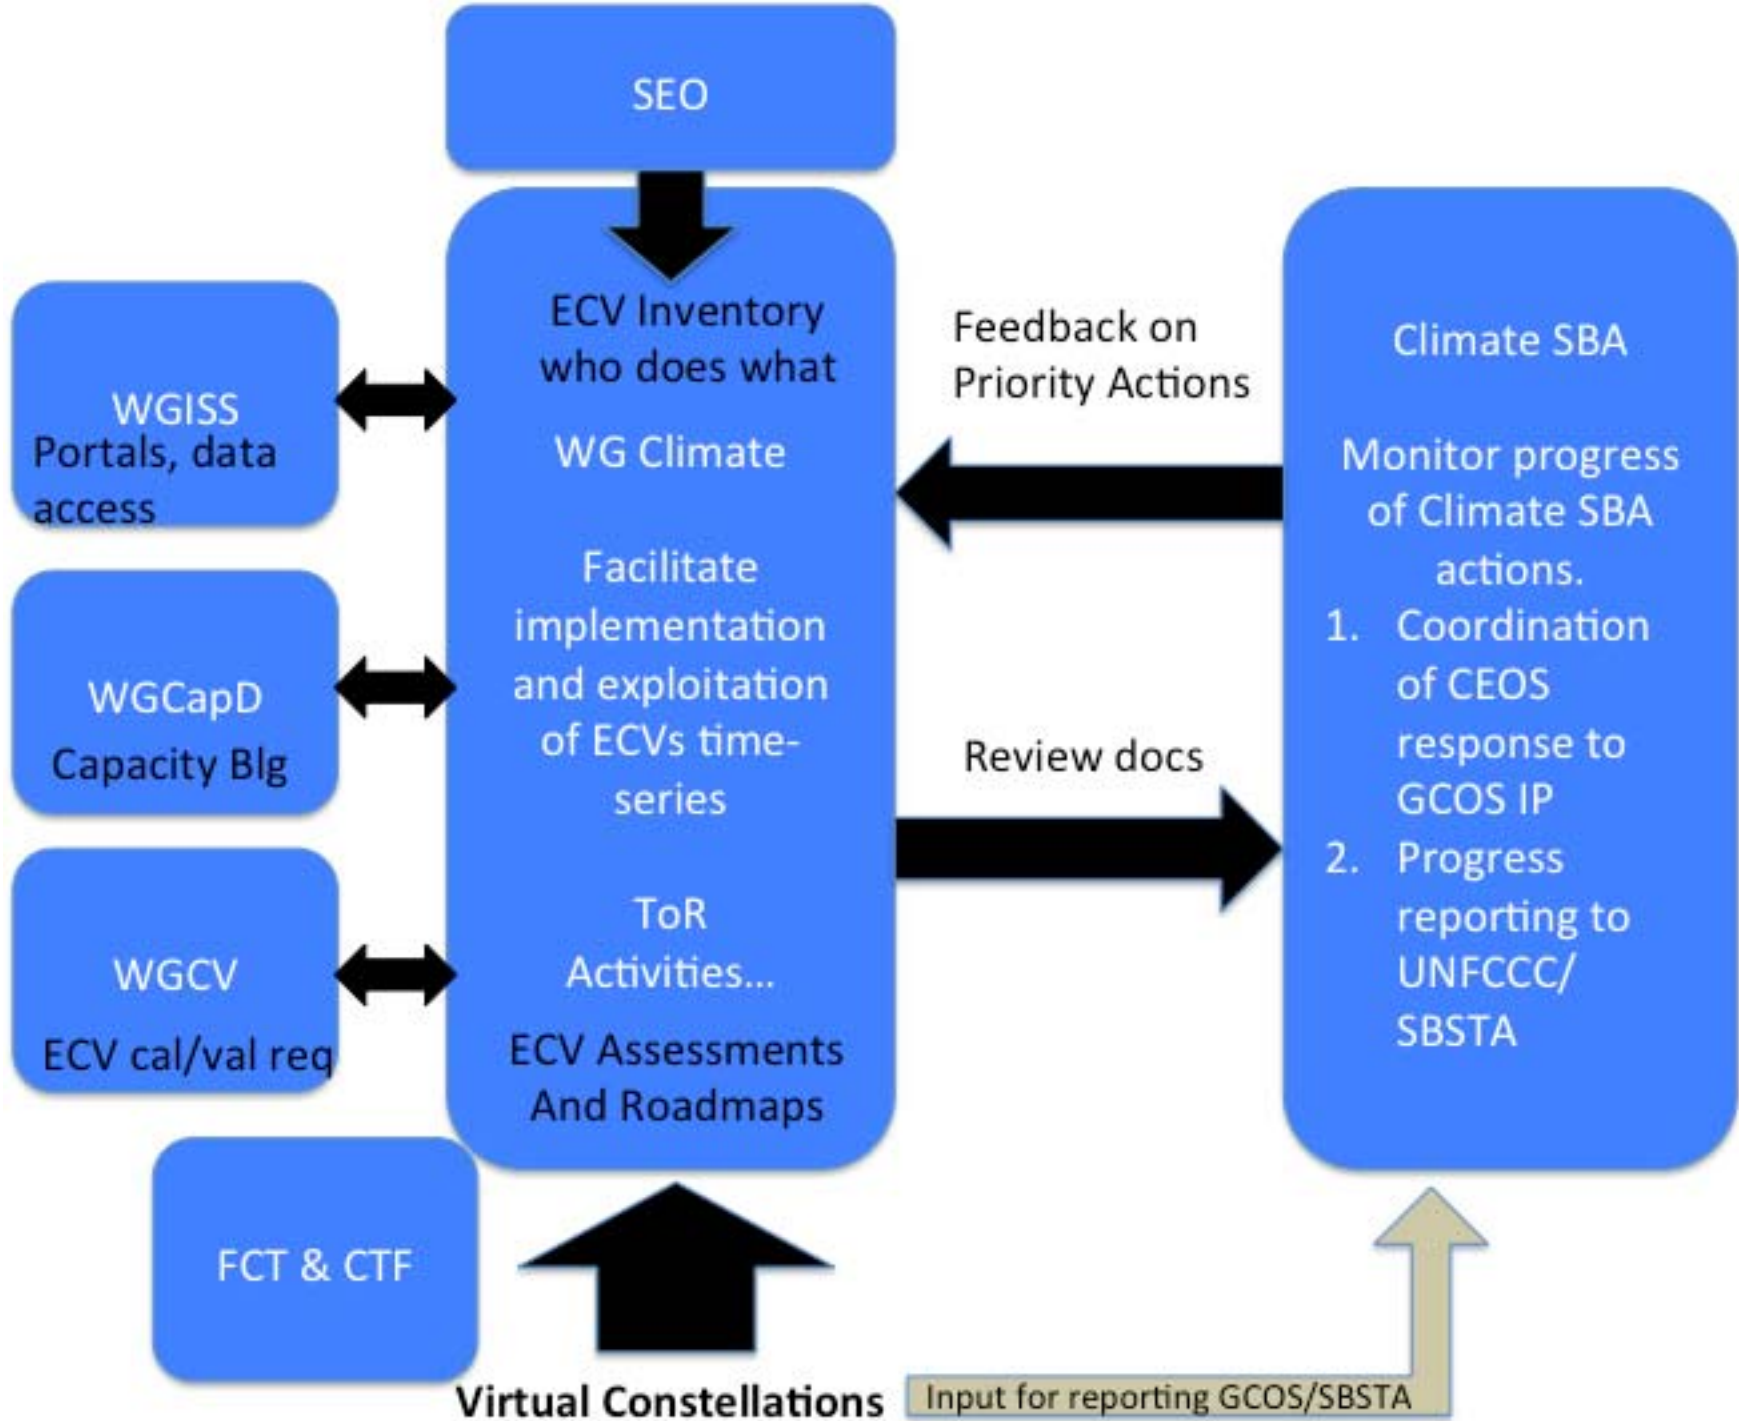 SEO
ECV Inventory
who does what
WG Climate
Facilitate
implementation
and exploitation
of ECVs time-
series
ToR
Activities...
ECV Assessments
And Roadmaps
WGISS
Portals, data
access
WGCapD
Capacity Blg
WGCV
ECV cal/val req
FCT & CTF
Feedback on
Priority Actions
Review docs
Climate SBA
Monitor progress
of Climate SBA
actions.
1. Coordination
of CEOS
response to
GCOS IP
2. Progress
reporting to
UNFCCC/
SBSTA
Virtual Constellations
Input for reporting GCOS/SBSTA